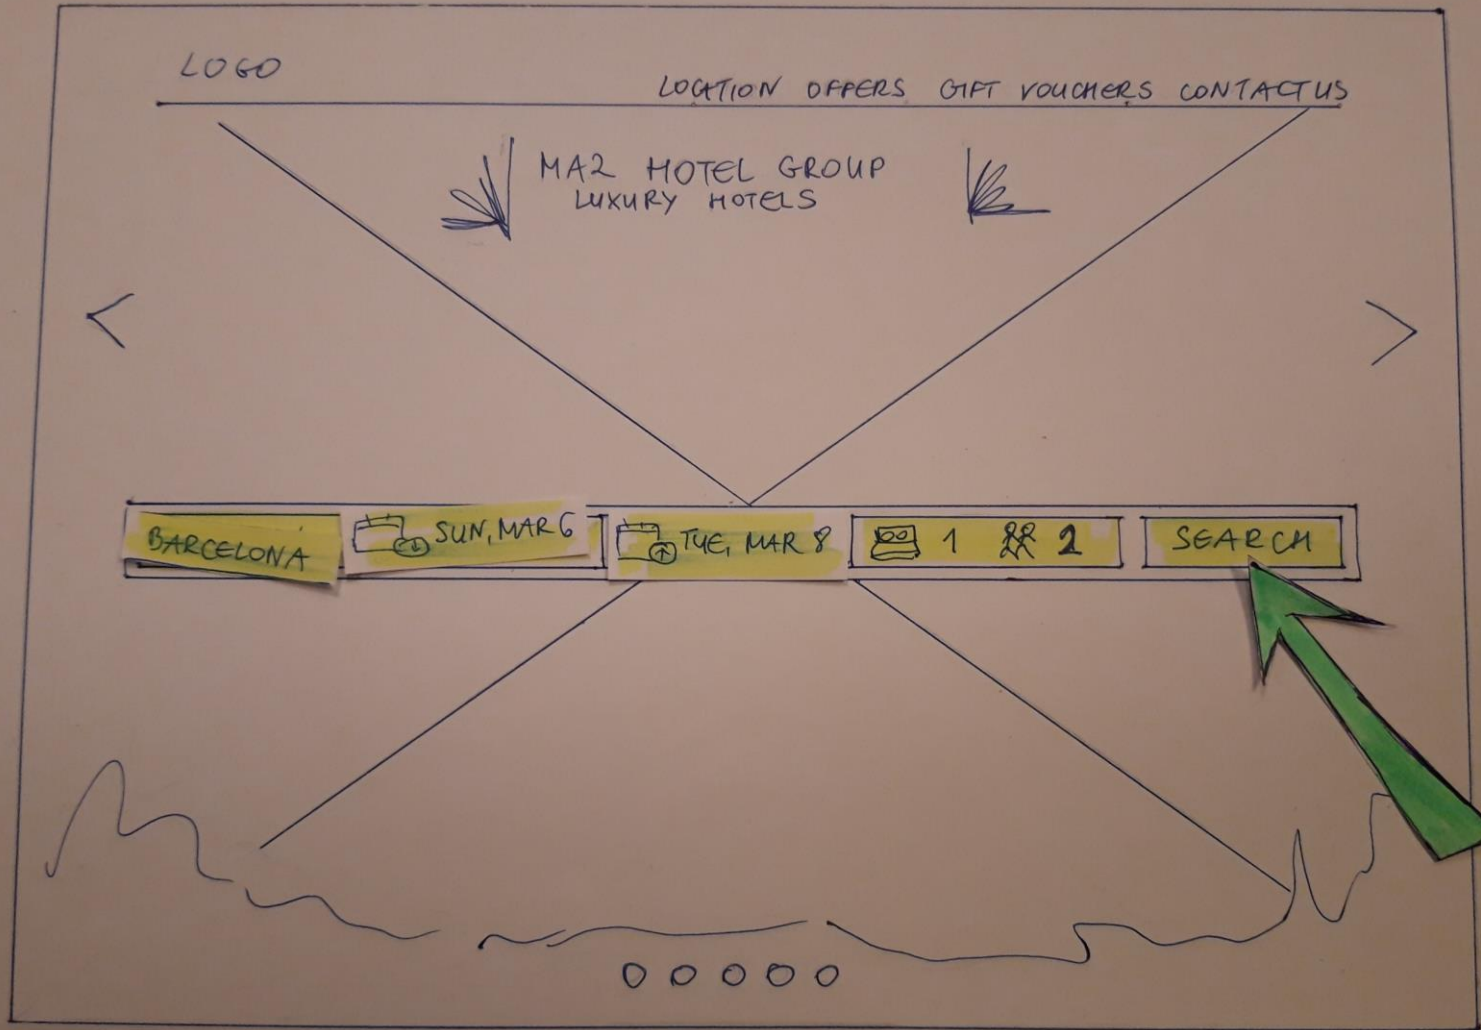 LOGO
LOCATION OFFERS GIFT VOUCHERS CONTACT US
MA2 HOTEL GROUP
LUXURY HOTELS
BARCELONA
SUN, MAR 6
TUE, MAR 8
1 2
SEARCH